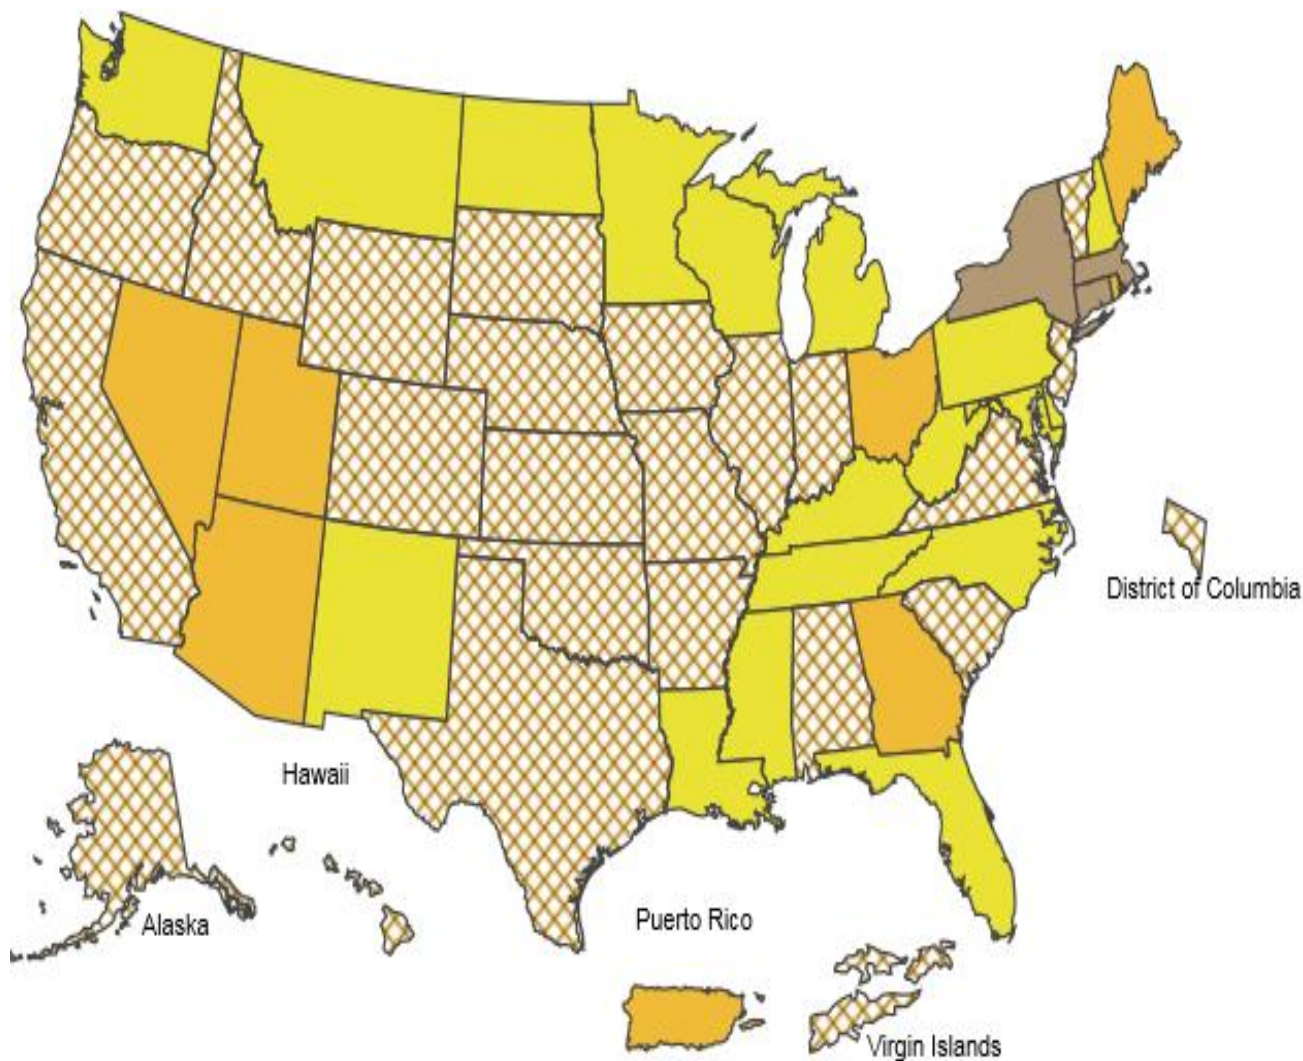 District of Columbia
Hawaii
Alaska
Puerto Rico
Virgin Islands